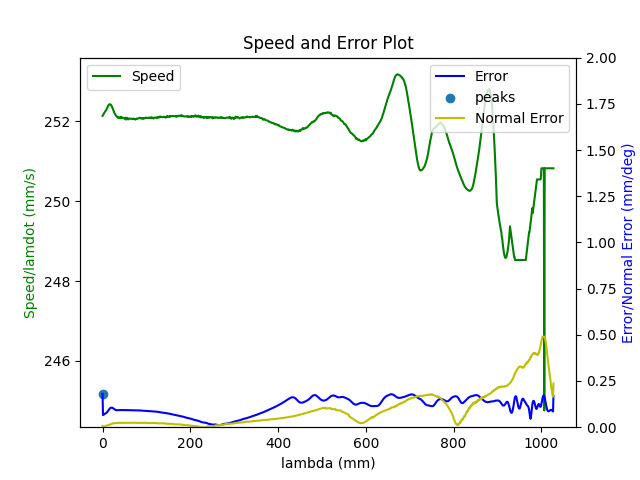 Speed and Error Plot
Speed
Error
peaks
Normal Error
Speed/lamdot (mm/s)
252
250
248
246
2.00
1.75
1.50
1.25
1.00
0.75
0.50
0.25
0.00
Error/Normal Error (mm/deg)
0 200 400 600 800 1000
lambda (mm)